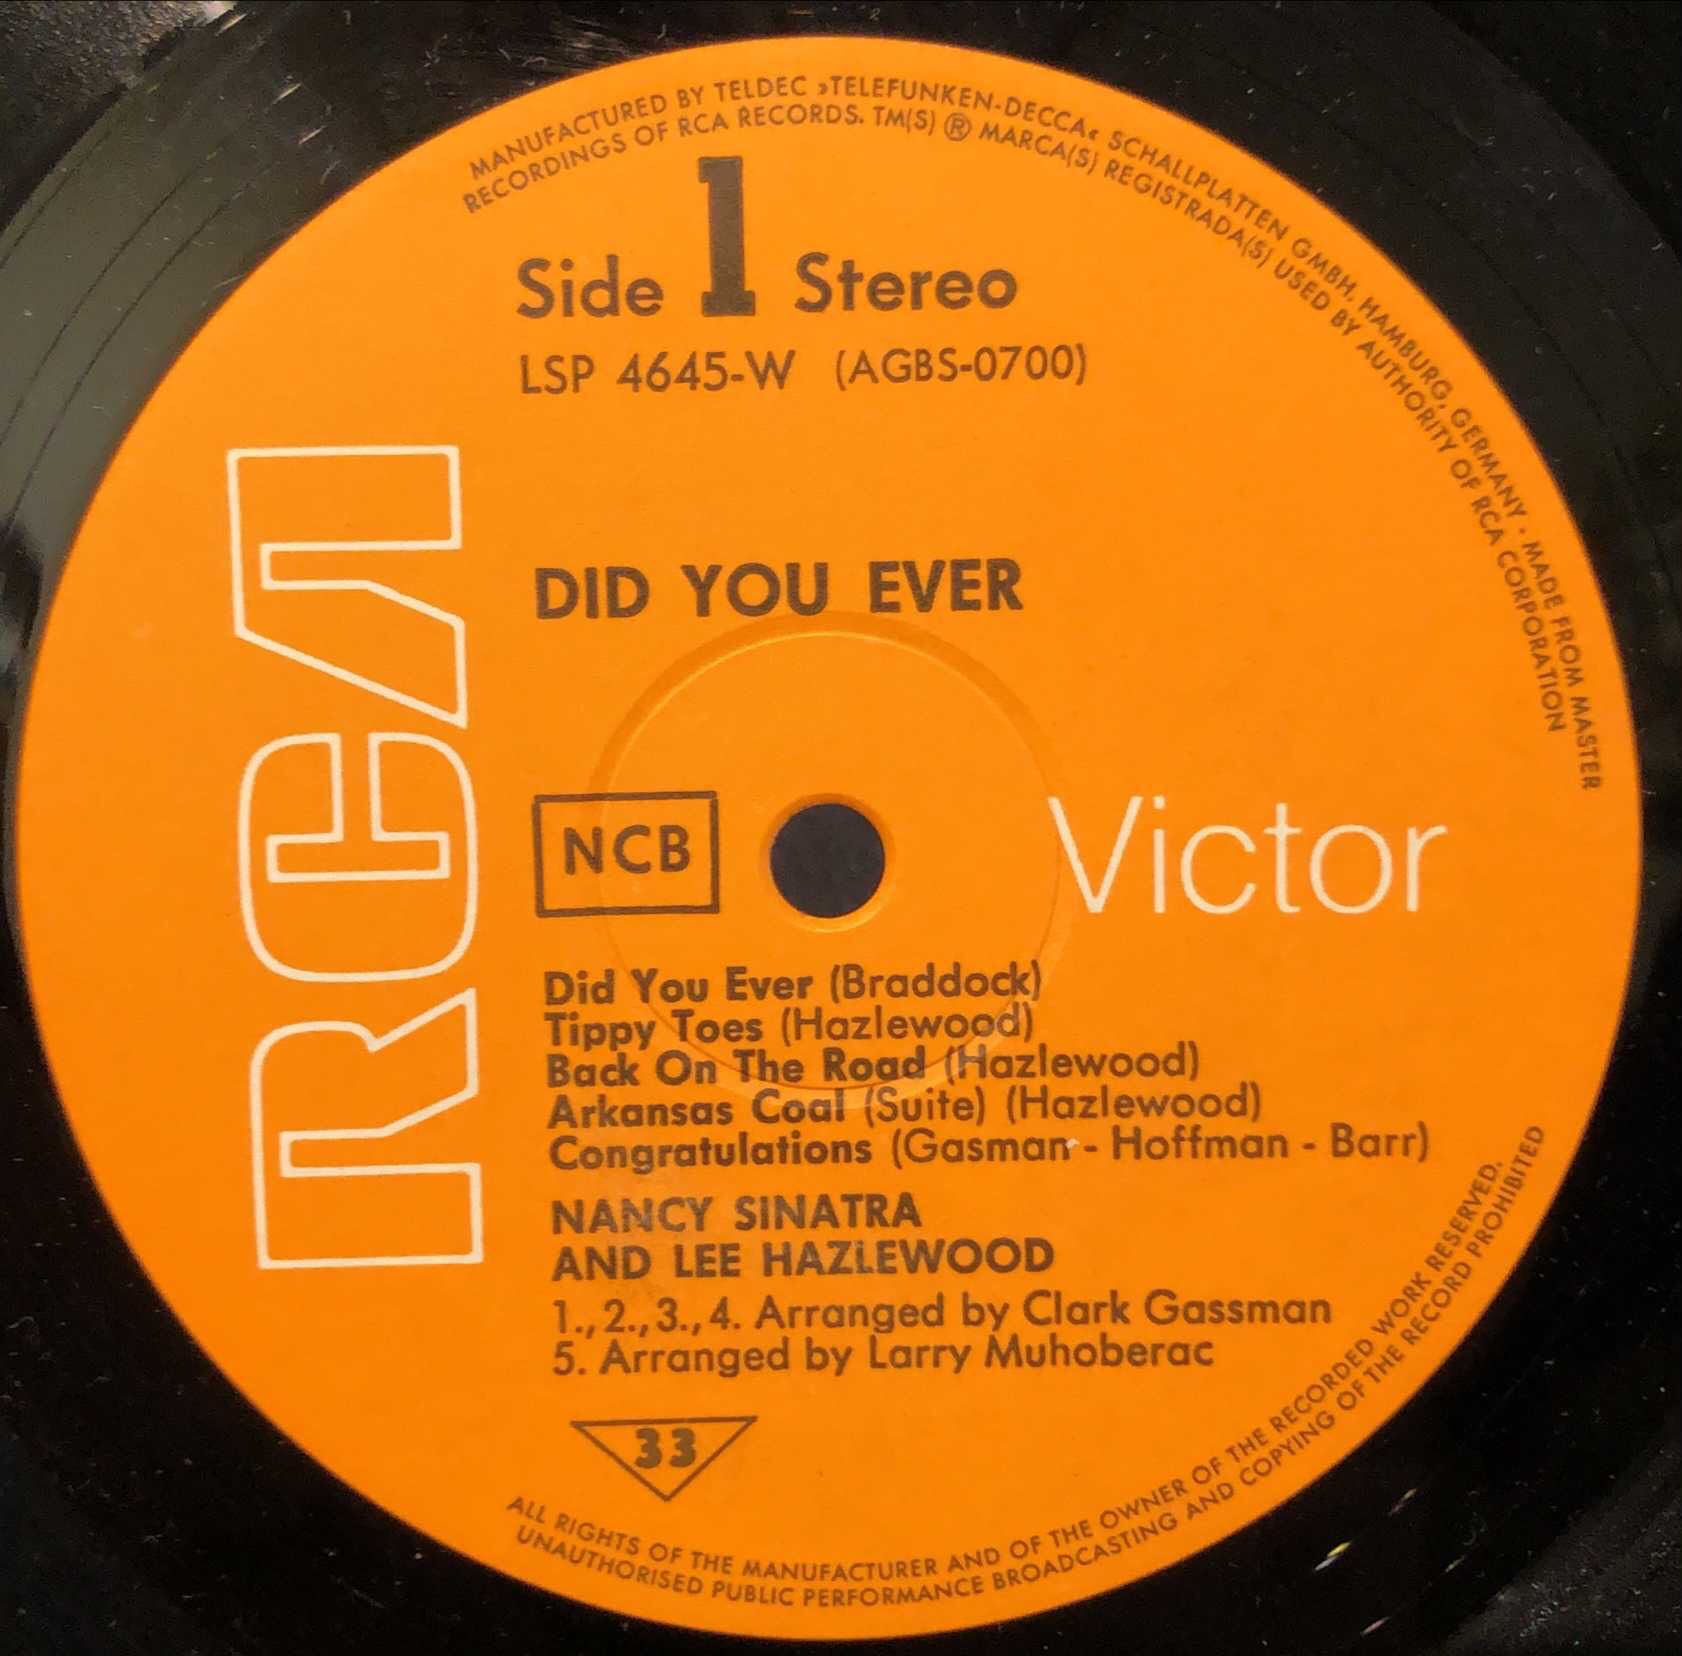 MANUFACTURED BY TELDEC »TELEFUNKEN-DECCA« SCHALLPLATTEN GMBH, HAMBURG, GERMANY · MADE FROM MASTER
RECORDINGS OF RCA RECORDS. TM(S) ® MARCA(S) REGISTRADA(S) USED BY AUTHORITY OF RCA CORPORATION
Side 1 Stereo
LSP 4645-W (AGBS-0700)
RCA
DID YOU EVER
NCB
Victor
Did You Ever (Braddock)
Tippy Toes (Hazlewood)
Back On The Road (Hazlewood)
Arkansas Coal (Suite) (Hazlewood)
Congratulations (Gasman - Hoffman - Barr)
NANCY SINATRA
AND LEE HAZLEWOOD
1., 2., 3., 4. Arranged by Clark Gassman
5. Arranged by Larry Muhoberac
33
ALL RIGHTS OF THE MANUFACTURER AND OF THE OWNER OF THE RECORDED WORK RESERVED.
UNAUTHORISED PUBLIC PERFORMANCE BROADCASTING AND COPYING OF THE RECORD PROHIBITED